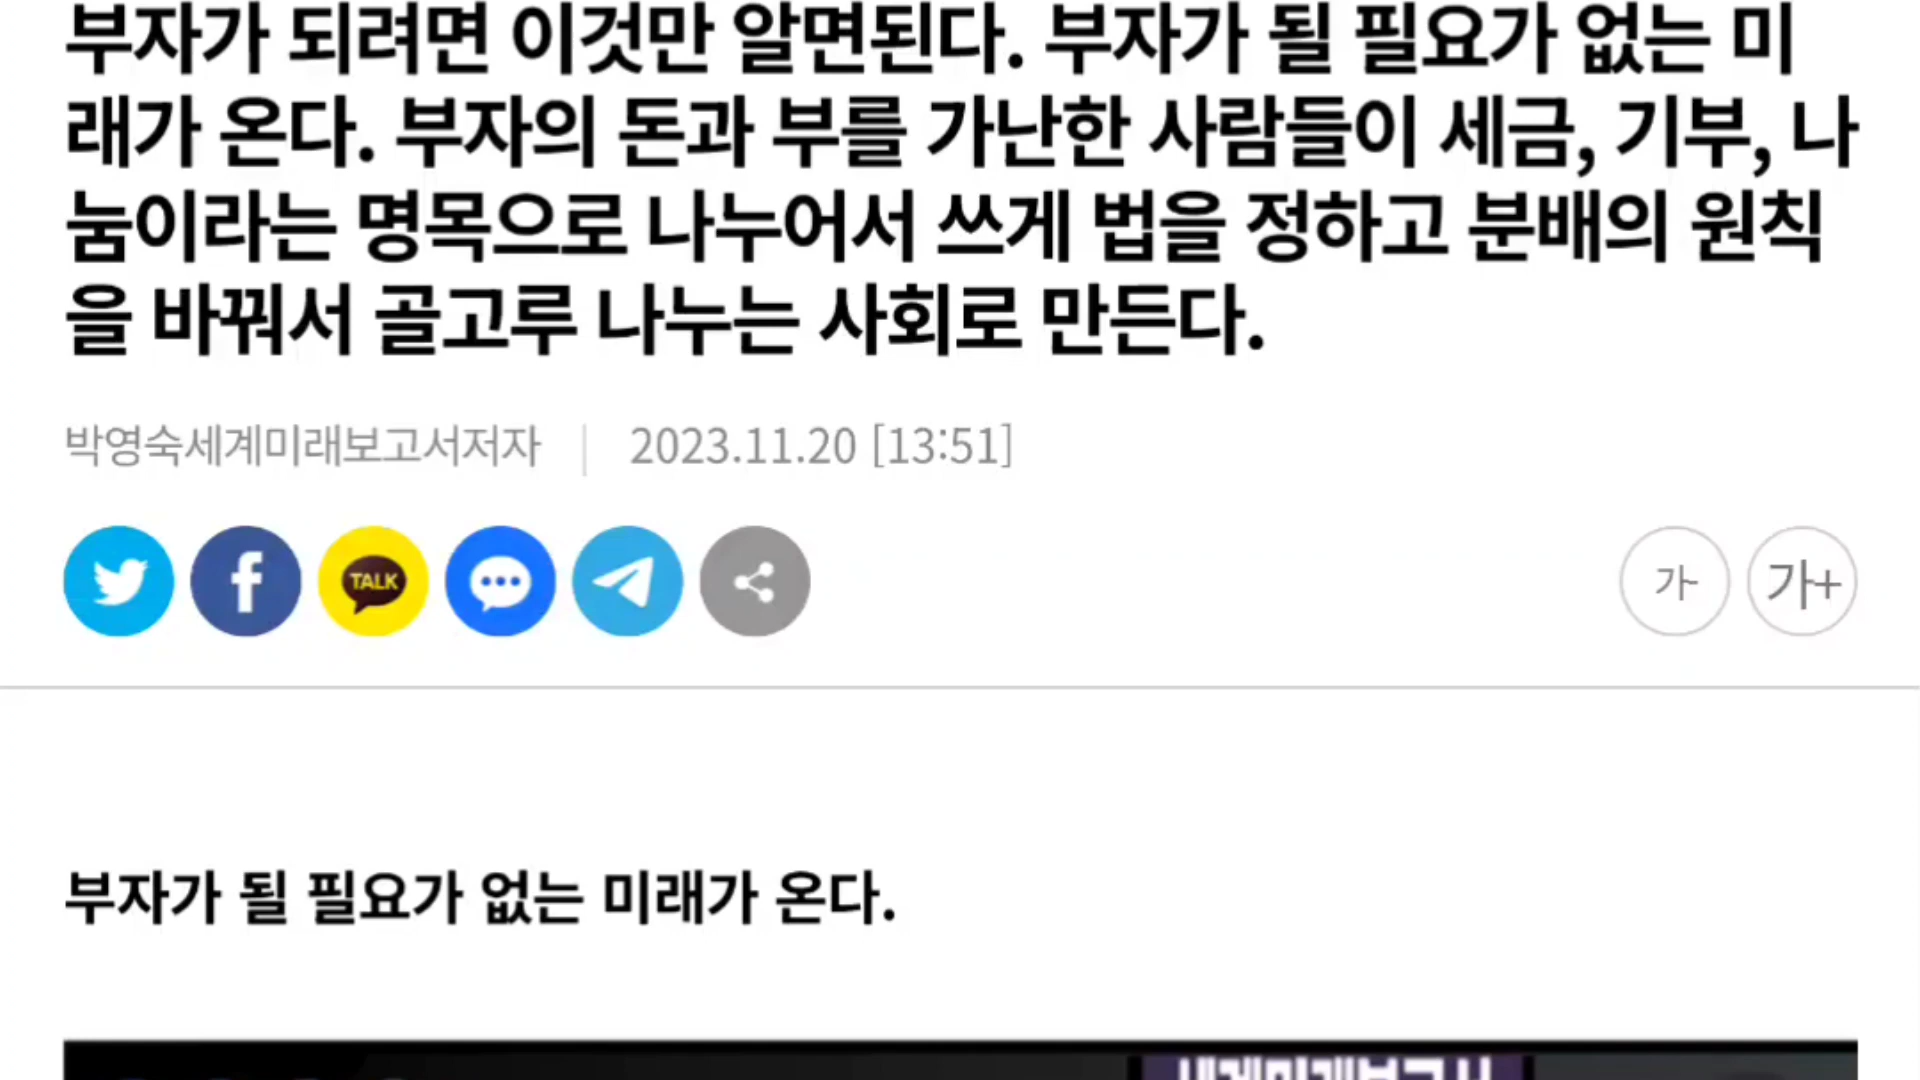 부자가 되려면 이것만 알면된다. 부자가 될 필요가 없는 미
래가 온다. 부자의 돈과 부를 가난한 사람들이 세금, 기부, 나
눔이라는 명목으로 나누어서 쓰게 법을 정하고 분배의 원칙
을 바꿔서 골고루 나누는 사회로 만든다.
박영숙세계미래보고서저자 2023.11.20 [13:51]
TALK
가- 가+
부자가 될 필요가 없는 미래가 온다.